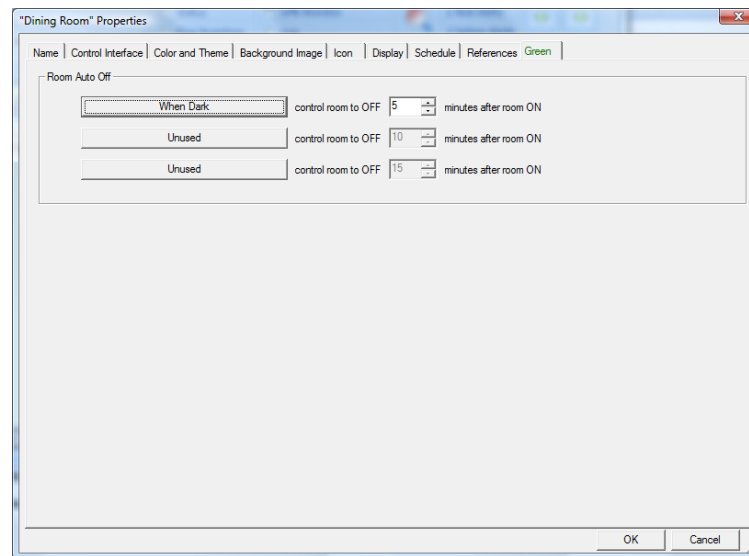 "Dining Room" Properties
Name Control Interface Color and Theme Background Image Icon Display Schedule References Green
Room Auto Off
When Dark control room to OFF 5 minutes after room ON
Unused control room to OFF 10 minutes after room ON
Unused control room to OFF 15 minutes after room ON
OK Cancel